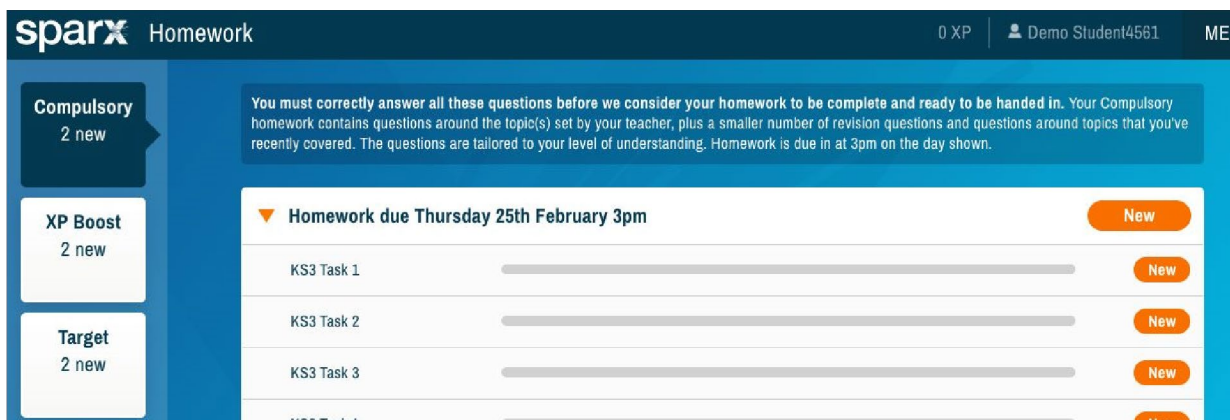 sparx Homework
0 XP
Demo Student4561
ME
Compulsory
2 new
XP Boost
2 new
Target
2 new
You must correctly answer all these questions before we consider your homework to be complete and ready to be handed in. Your Compulsory
homework contains questions around the topic(s) set by your teacher, plus a smaller number of revision questions and questions around topics that you've
recently covered. The questions are tailored to your level of understanding. Homework is due in at 3pm on the day shown.
Homework due Thursday 25th February 3pm
New
KS3 Task 1
New
KS3 Task 2
New
KS3 Task 3
New